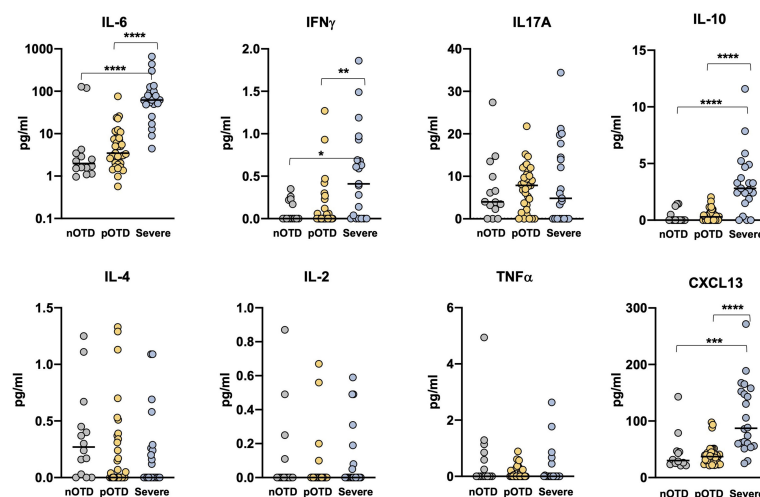 IL-6
pg/ml
1000
100
10
1
0.1
****
****
nOTD pOTD Severe
IFNγ
pg/ml
2.0
1.5
1.0
0.5
0.0
**
*
nOTD pOTD Severe
IL17A
pg/ml
40
30
20
10
0
nOTD pOTD Severe
IL-10
pg/ml
15
10
5
0
****
****
nOTD pOTD Severe
IL-4
pg/ml
1.5
1.0
0.5
0.0
nOTD pOTD Severe
IL-2
pg/ml
1.0
0.8
0.6
0.4
0.2
0.0
nOTD pOTD Severe
TNFα
pg/ml
6
4
2
0
nOTD pOTD Severe
CXCL13
pg/ml
300
200
100
0
****
***
nOTD pOTD Severe